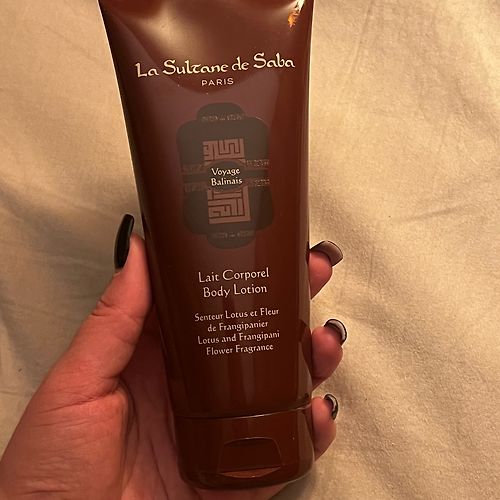 La Sultane de Saba
PARIS
Voyage
Balinais
Lait Corporel
Body Lotion
Senteur Lotus et Fleur
de Frangipanier
Lotus and Frangipani
Flower Fragrance